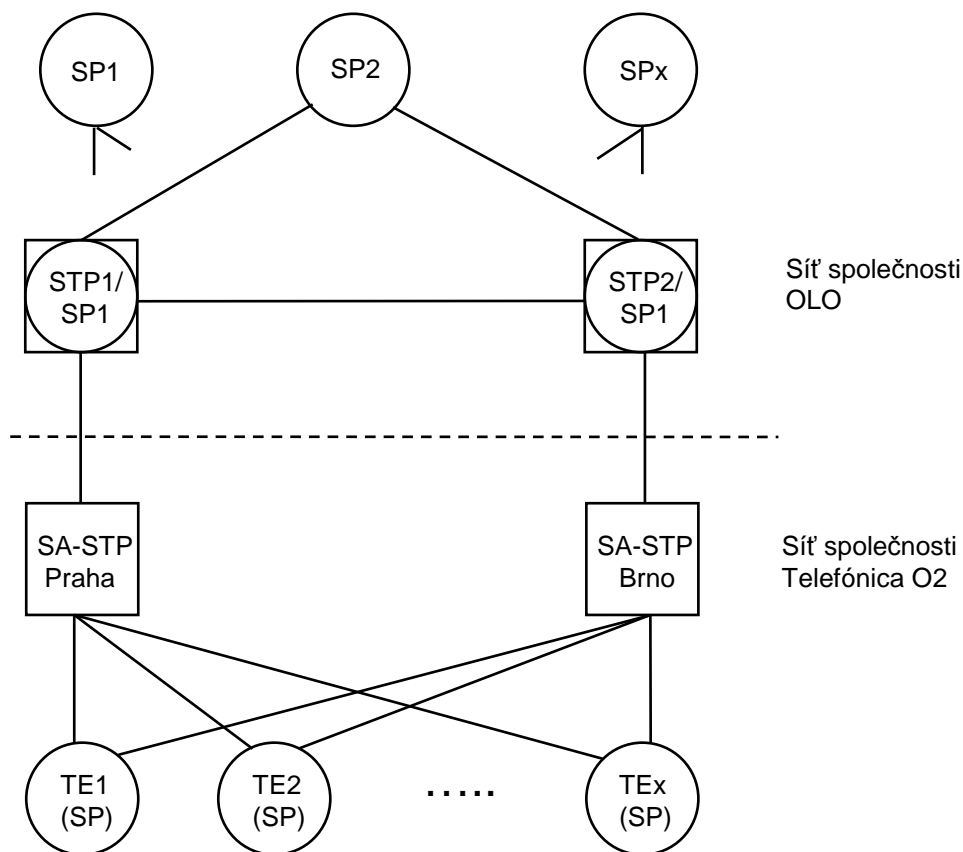 SP1
SP2
SPx
STP1/
SP1
STP2/
SP1
Síť společnosti
OLO
SA-STP
Praha
SA-STP
Brno
Síť společnosti
Telefónica O2
TE1
(SP)
TE2
(SP)
.....
TEx
(SP)